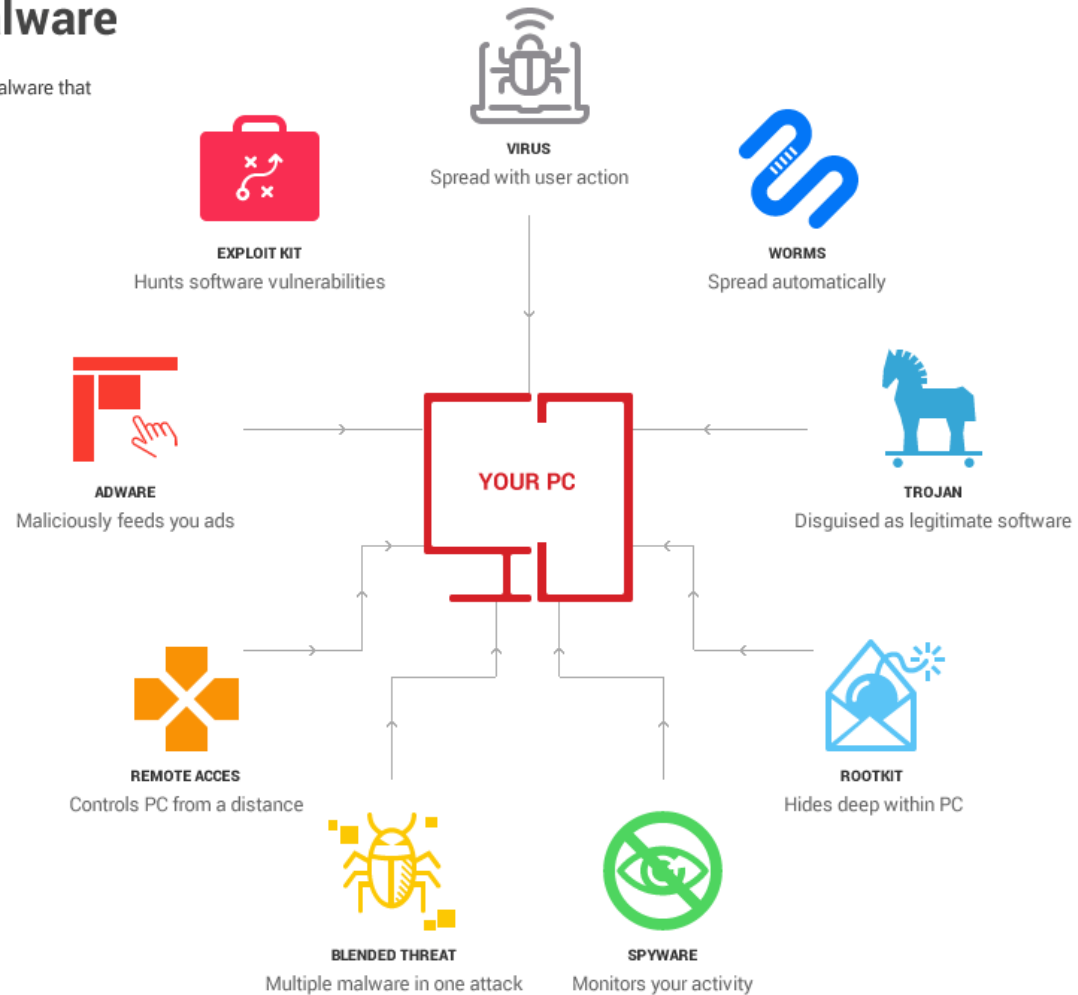 lware
alware that
VIRUS
Spread with user action
EXPLOIT KIT
Hunts software vulnerabilities
WORMS
Spread automatically
ADWARE
Maliciously feeds you ads
YOUR PC
TROJAN
Disguised as legitimate software
REMOTE ACCES
Controls PC from a distance
ROOTKIT
Hides deep within PC
BLENDED THREAT
Multiple malware in one attack
SPYWARE
Monitors your activity